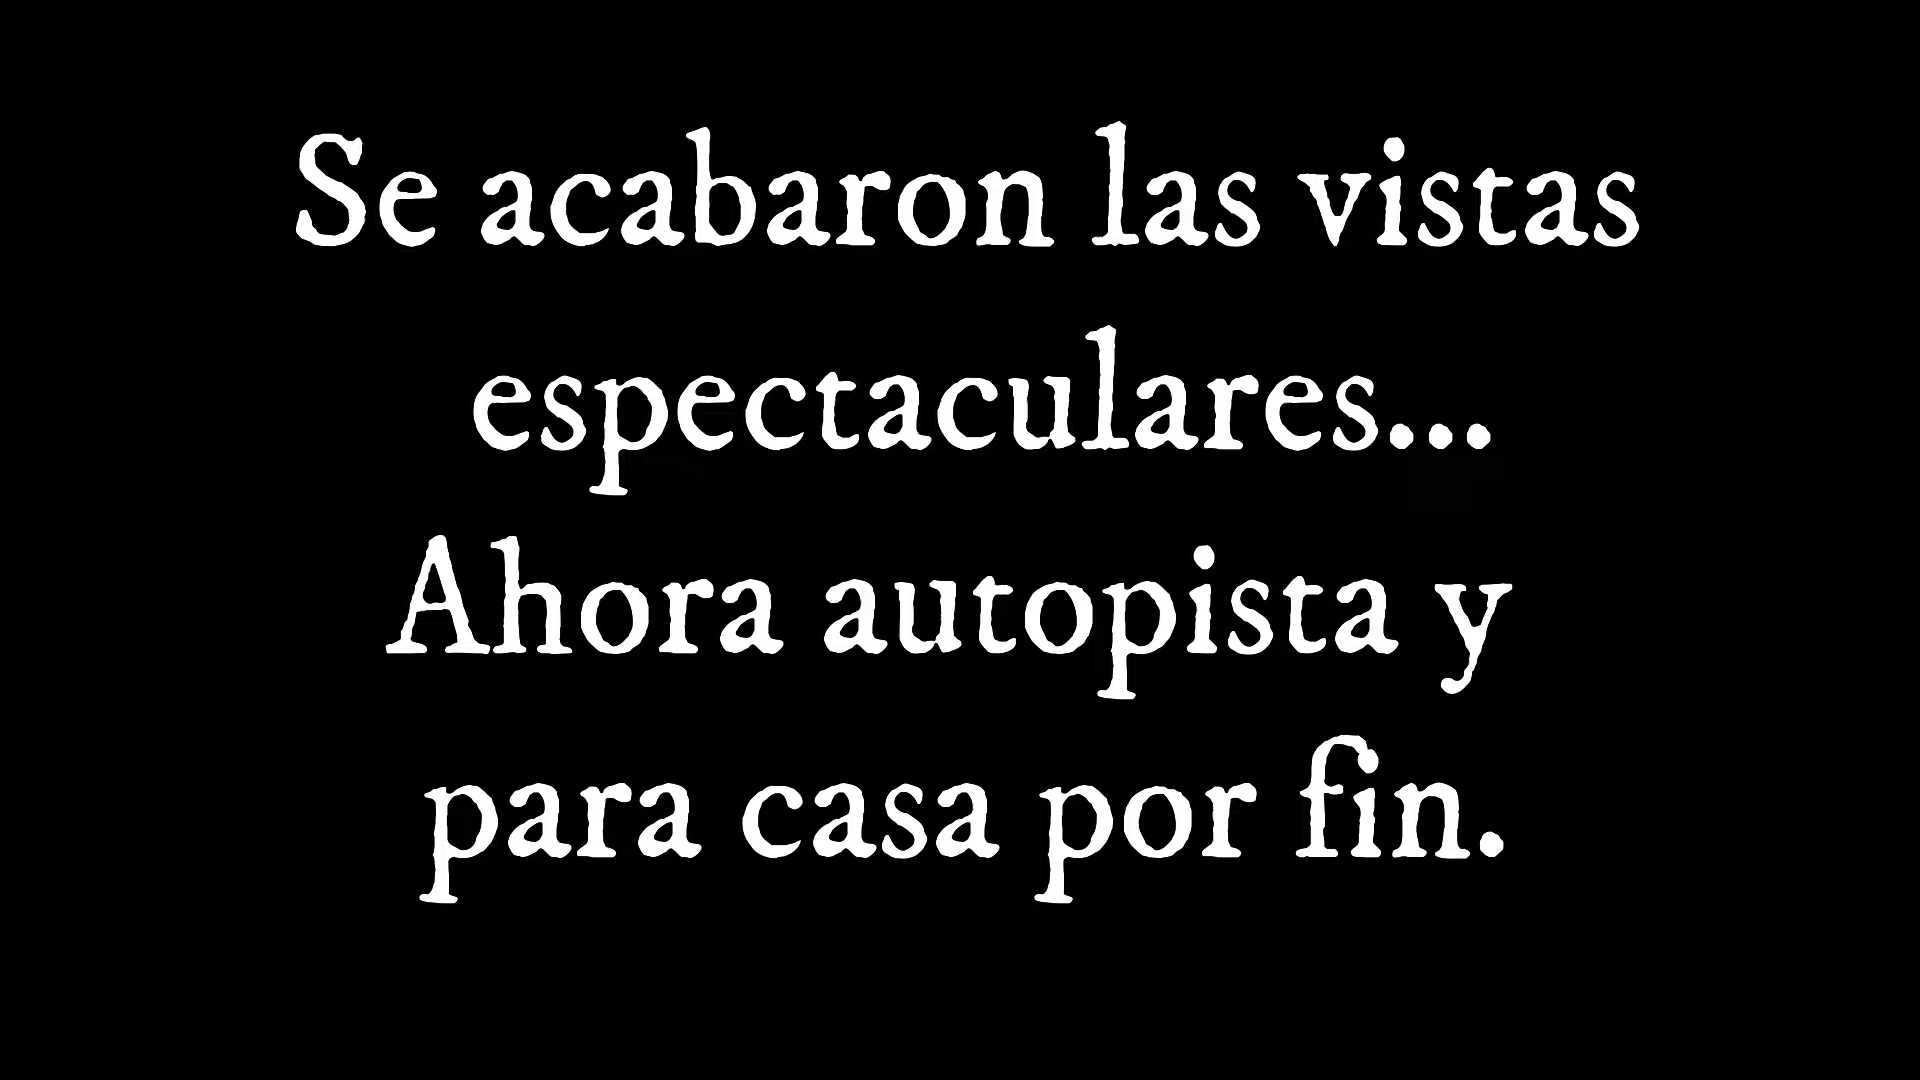 Se acabaron las vistas
espectaculares...
Ahora autopista y
para casa por fin.